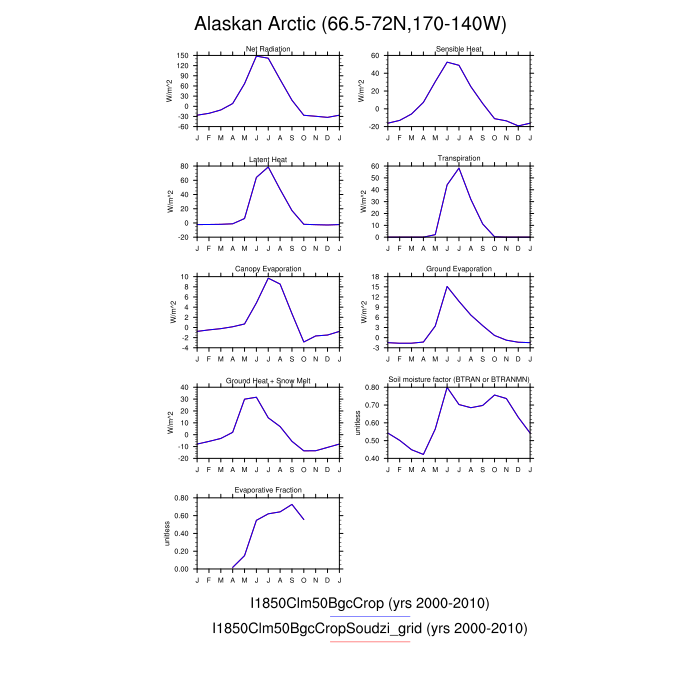 Alaskan Arctic (66.5-72N,170-140W)
Net Radiation
W/m^2
150
120
90
60
30
0
-30
-60
J F M A M J J A S O N D J
Sensible Heat
W/m^2
60
40
20
0
-20
J F M A M J J A S O N D J
Latent Heat
W/m^2
80
60
40
20
0
-20
J F M A M J J A S O N D J
Transpiration
W/m^2
60
50
40
30
20
10
0
J F M A M J J A S O N D J
Canopy Evaporation
W/m^2
10
8
6
4
2
0
-2
-4
J F M A M J J A S O N D J
Ground Evaporation
W/m^2
18
15
12
9
6
3
0
-3
J F M A M J J A S O N D J
Ground Heat + Snow Melt
W/m^2
40
30
20
10
0
-10
-20
J F M A M J J A S O N D J
Soil moisture factor (BTRAN or BTRANMN)
unitless
0.80
0.70
0.60
0.50
0.40
J F M A M J J A S O N D J
Evaporative Fraction
unitless
0.80
0.60
0.40
0.20
0.00
J F M A M J J A S O N D J
I1850Clm50BgcCrop (yrs 2000-2010)
I1850Clm50BgcCropSoudzi_grid (yrs 2000-2010)